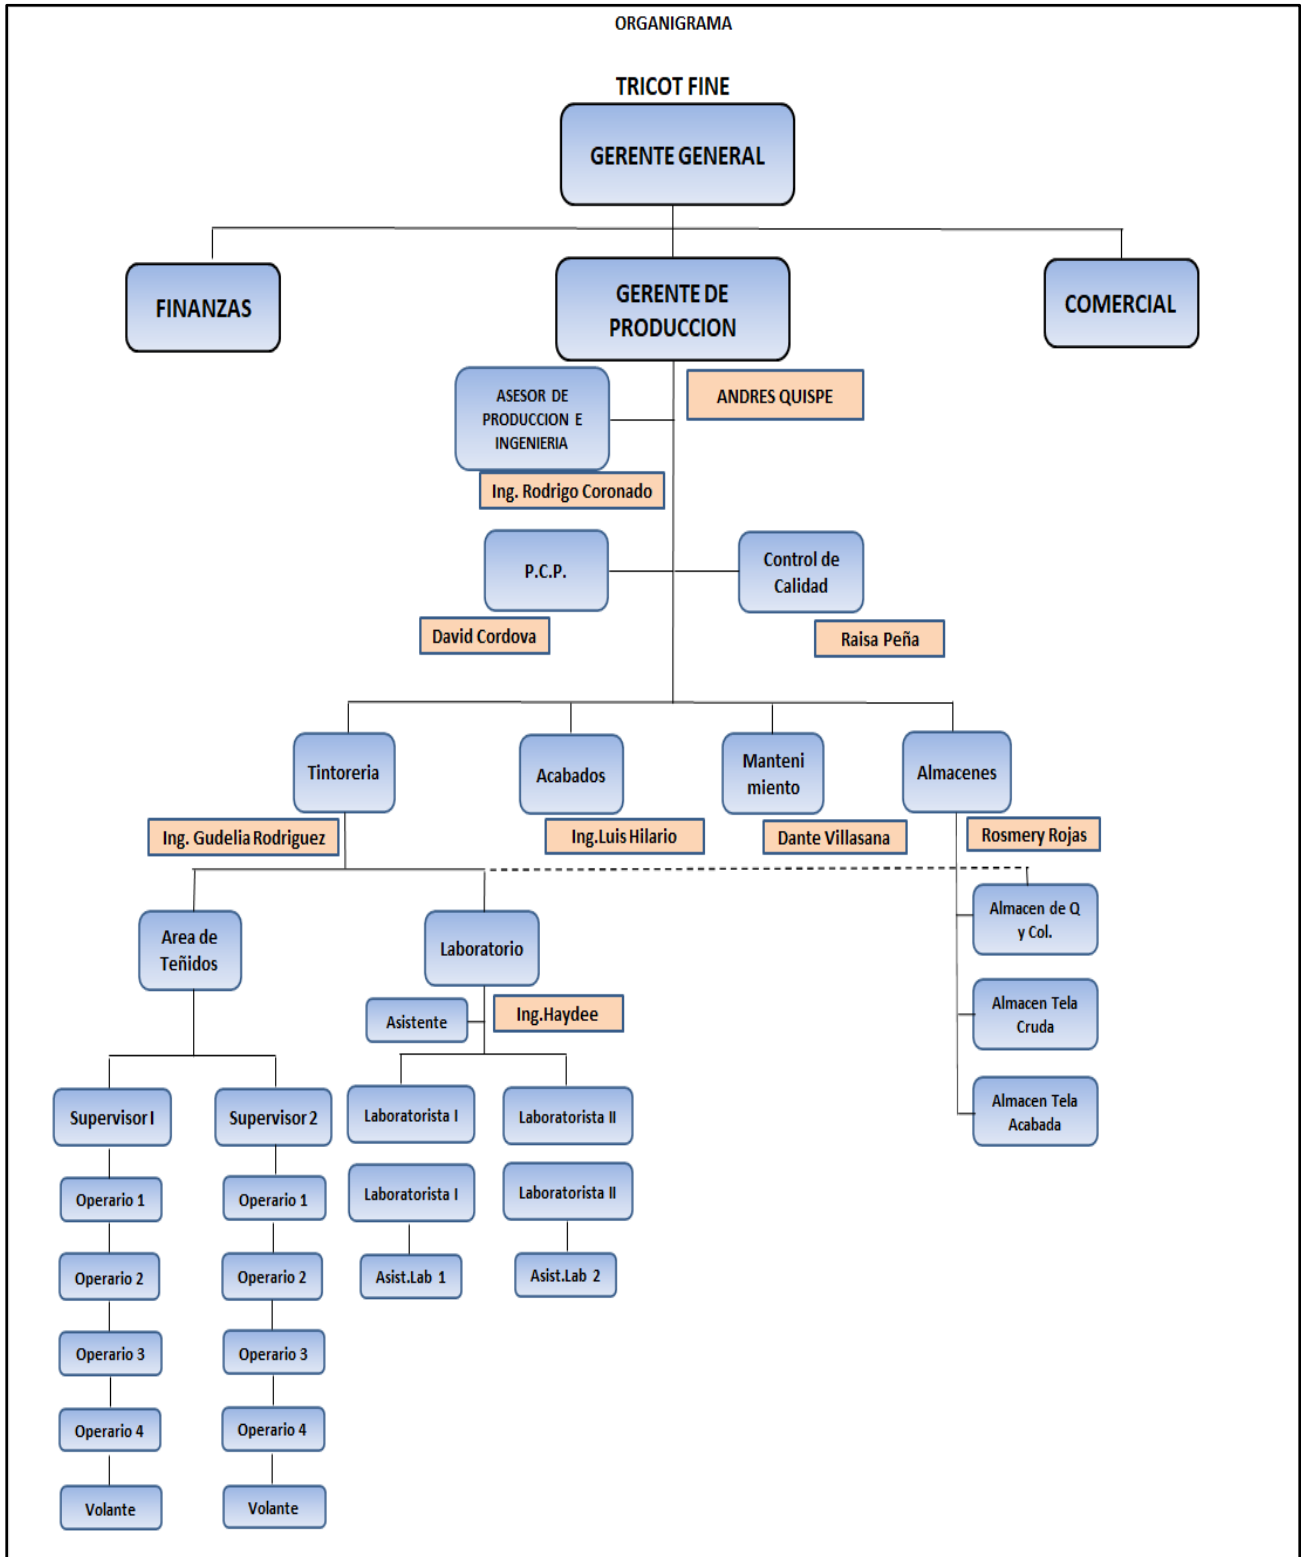 ORGANIGRAMA
TRICOT FINE
GERENTE GENERAL
FINANZAS
GERENTE DE
PRODUCCION
COMERCIAL
ASESOR DE
PRODUCCION E
INGENIERIA
ANDRES QUISPE
Ing. Rodrigo Coronado
P.C.P.
Control de
Calidad
David Cordova
Raisa Peña
Tintoreria
Acabados
Manteni
miento
Almacenes
Ing. Gudelia Rodriguez
Ing.Luis Hilario
Dante Villasana
Rosmery Rojas
Area de
Teñidos
Laboratorio
Almacen de Q
y Col.
Asistente
Ing.Haydee
Almacen Tela
Cruda
Supervisor I
Supervisor 2
Laboratorista I
Laboratorista II
Almacen Tela
Acabada
Operario 1
Operario 1
Laboratorista I
Laboratorista II
Operario 2
Operario 2
Asist.Lab 1
Asist.Lab 2
Operario 3
Operario 3
Operario 4
Operario 4
Volante
Volante